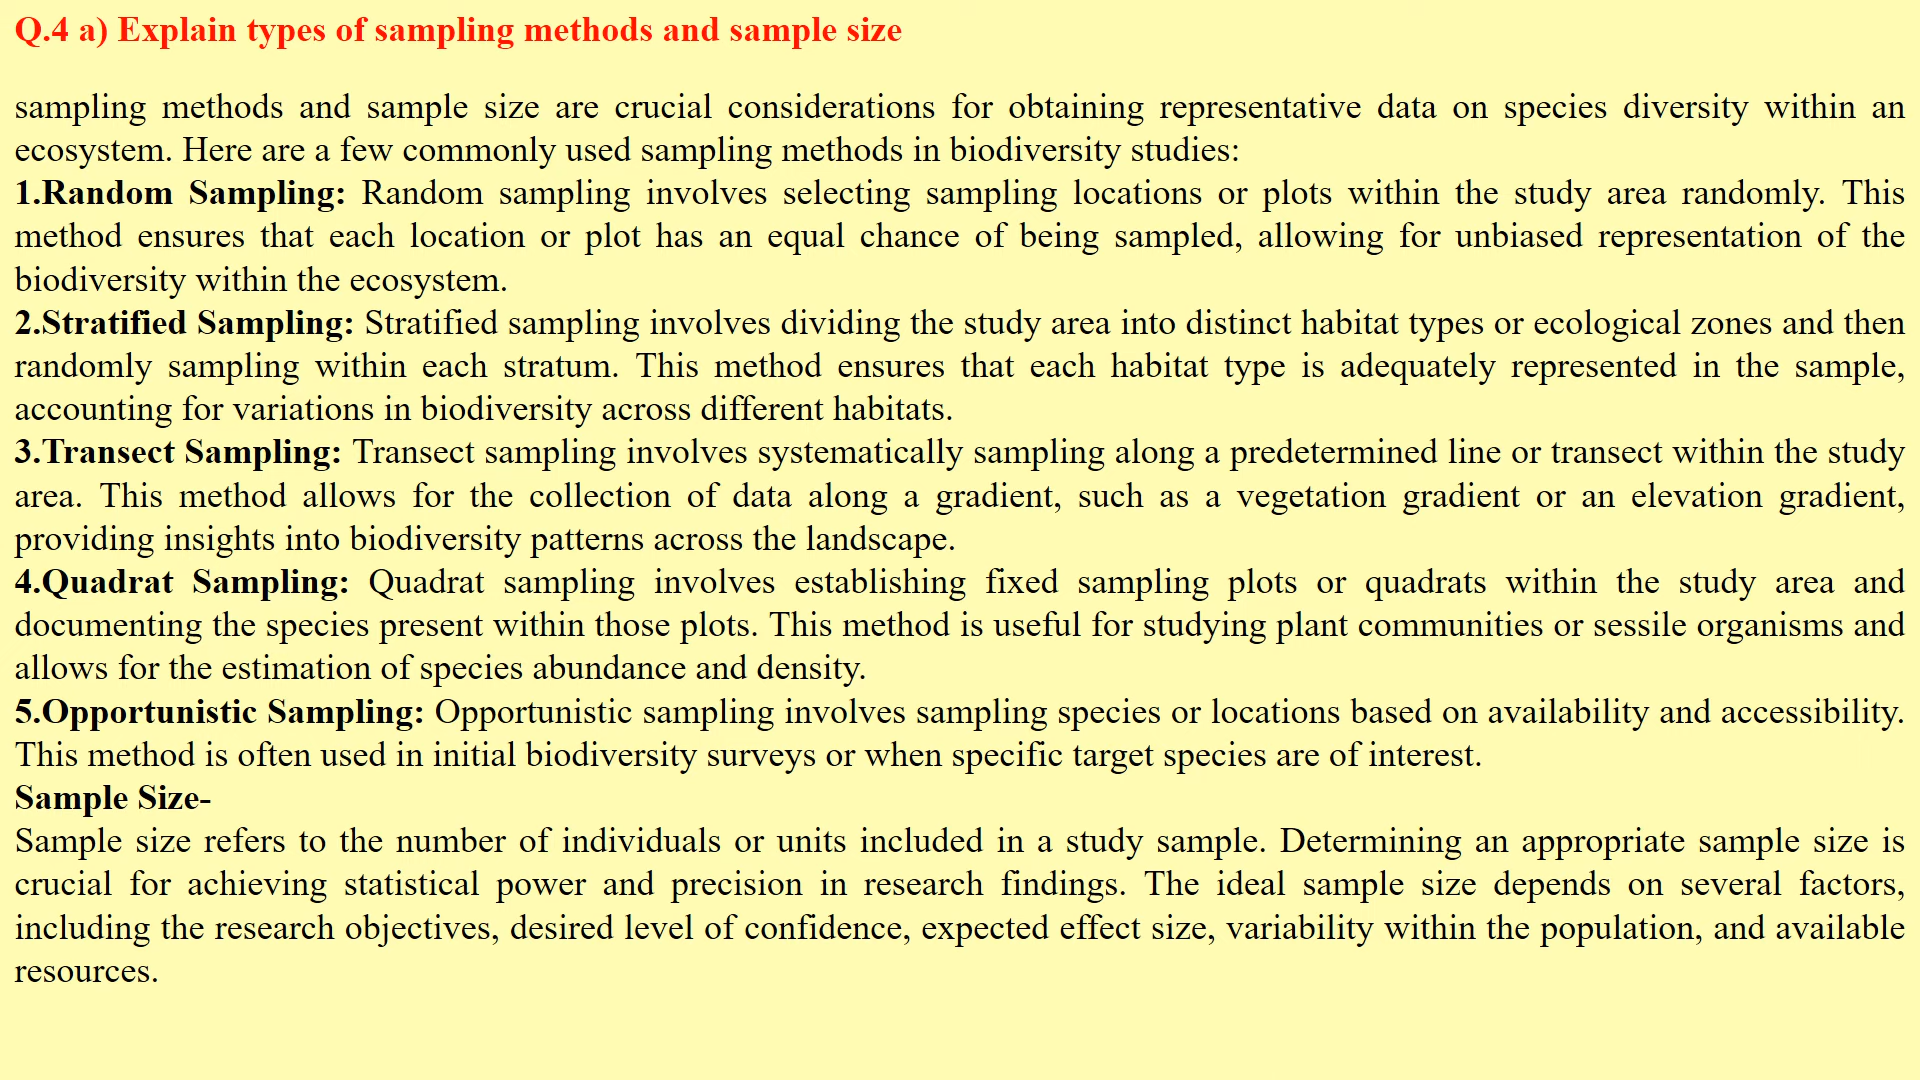 Q.4 a) Explain types of sampling methods and sample size
sampling methods and sample size are crucial considerations for obtaining representative data on species diversity within an
ecosystem. Here are a few commonly used sampling methods in biodiversity studies:
1.Random Sampling: Random sampling involves selecting sampling locations or plots within the study area randomly. This
method ensures that each location or plot has an equal chance of being sampled, allowing for unbiased representation of the
biodiversity within the ecosystem.
2.Stratified Sampling: Stratified sampling involves dividing the study area into distinct habitat types or ecological zones and then
randomly sampling within each stratum. This method ensures that each habitat type is adequately represented in the sample,
accounting for variations in biodiversity across different habitats.
3.Transect Sampling: Transect sampling involves systematically sampling along a predetermined line or transect within the study
area. This method allows for the collection of data along a gradient, such as a vegetation gradient or an elevation gradient,
providing insights into biodiversity patterns across the landscape.
4.Quadrat Sampling: Quadrat sampling involves establishing fixed sampling plots or quadrats within the study area and
documenting the species present within those plots. This method is useful for studying plant communities or sessile organisms and
allows for the estimation of species abundance and density.
5.Opportunistic Sampling: Opportunistic sampling involves sampling species or locations based on availability and accessibility.
This method is often used in initial biodiversity surveys or when specific target species are of interest.
Sample Size-
Sample size refers to the number of individuals or units included in a study sample. Determining an appropriate sample size is
crucial for achieving statistical power and precision in research findings. The ideal sample size depends on several factors,
including the research objectives, desired level of confidence, expected effect size, variability within the population, and available
resources.